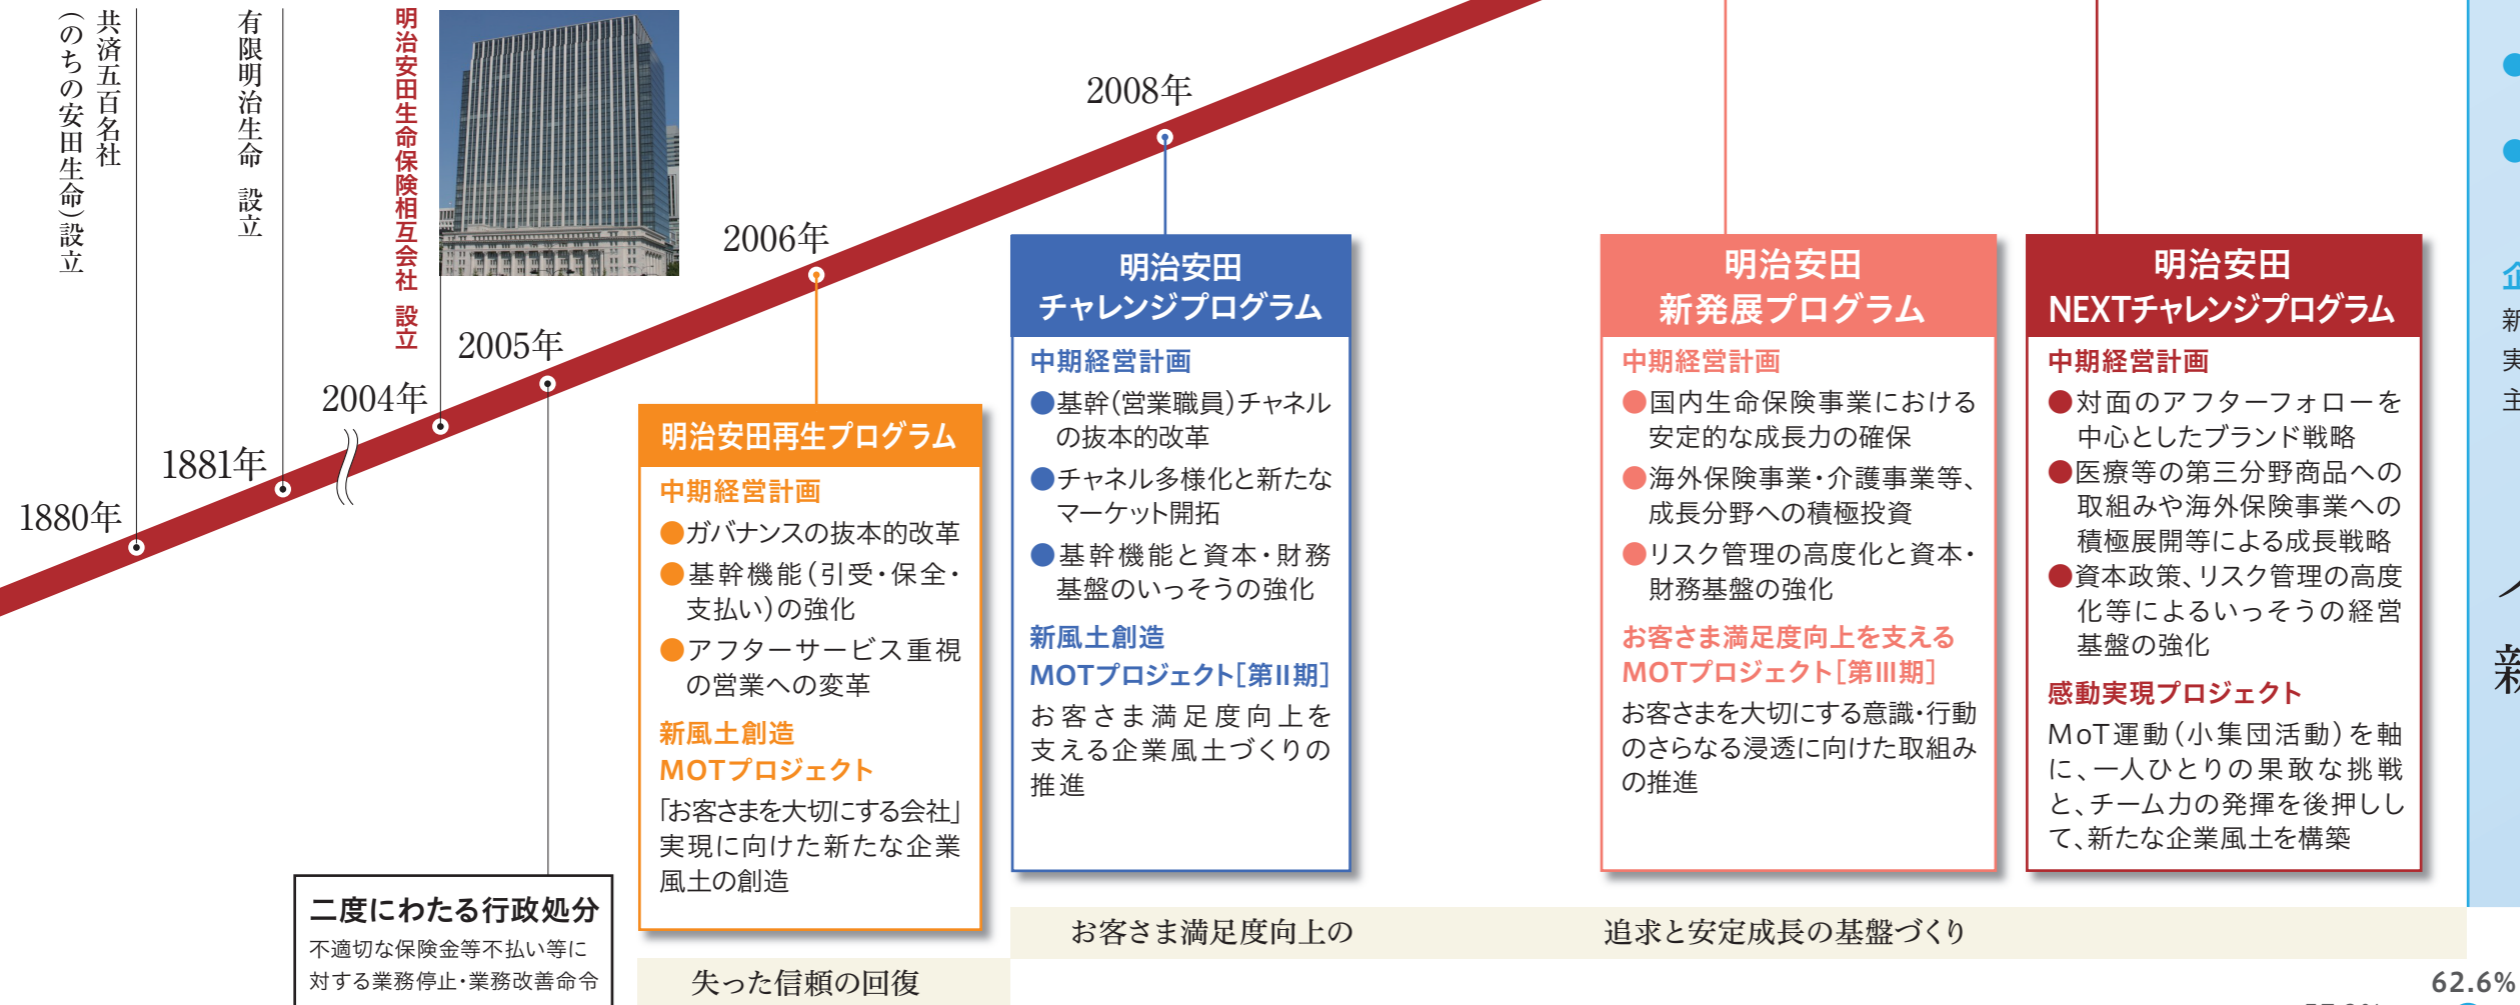 共済五百名社
（のちの安田生命）設立
1880年
有限明治生命 設立
1881年
明治安田生命保険相互会社 設立
2004年
2005年
二度にわたる行政処分
不適切な保険金等不払い等に
対する業務停止・業務改善命令
2006年
明治安田再生プログラム
中期経営計画
●ガバナンスの抜本的改革
●基幹機能（引受・保全・
支払い）の強化
●アフターサービス重視
の営業への変革
新風土創造
MOTプロジェクト
「お客さまを大切にする会社」
実現に向けた新たな企業
風土の創造
失った信頼の回復
2008年
明治安田
チャレンジプログラム
中期経営計画
●基幹（営業職員）チャネル
の抜本的改革
●チャネル多様化と新たな
マーケット開拓
●基幹機能と資本・財務
基盤のいっそうの強化
新風土創造
MOTプロジェクト［第Ⅱ期］
お客さま満足度向上を
支える企業風土づくりの
推進
明治安田
新発展プログラム
中期経営計画
●国内生命保険事業における
安定的な成長力の確保
●海外保険事業・介護事業等、
成長分野への積極投資
●リスク管理の高度化と資本・
財務基盤の強化
お客さま満足度向上を支える
MOTプロジェクト［第Ⅲ期］
お客さまを大切にする意識・行動
のさらなる浸透に向けた取組み
の推進
明治安田
NEXTチャレンジプログラム
中期経営計画
●対面のアフターフォローを
中心としたブランド戦略
●医療等の第三分野商品への
取組みや海外保険事業への
積極展開等による成長戦略
●資本政策、リスク管理の高度
化等によるいっそうの経営
基盤の強化
感動実現プロジェクト
MoT運動（小集団活動）を軸
に、一人ひとりの果敢な挑戦
と、チーム力の発揮を後押しし
て、新たな企業風土を構築
お客さま満足度向上の 追求と安定成長の基盤づくり
62.6%